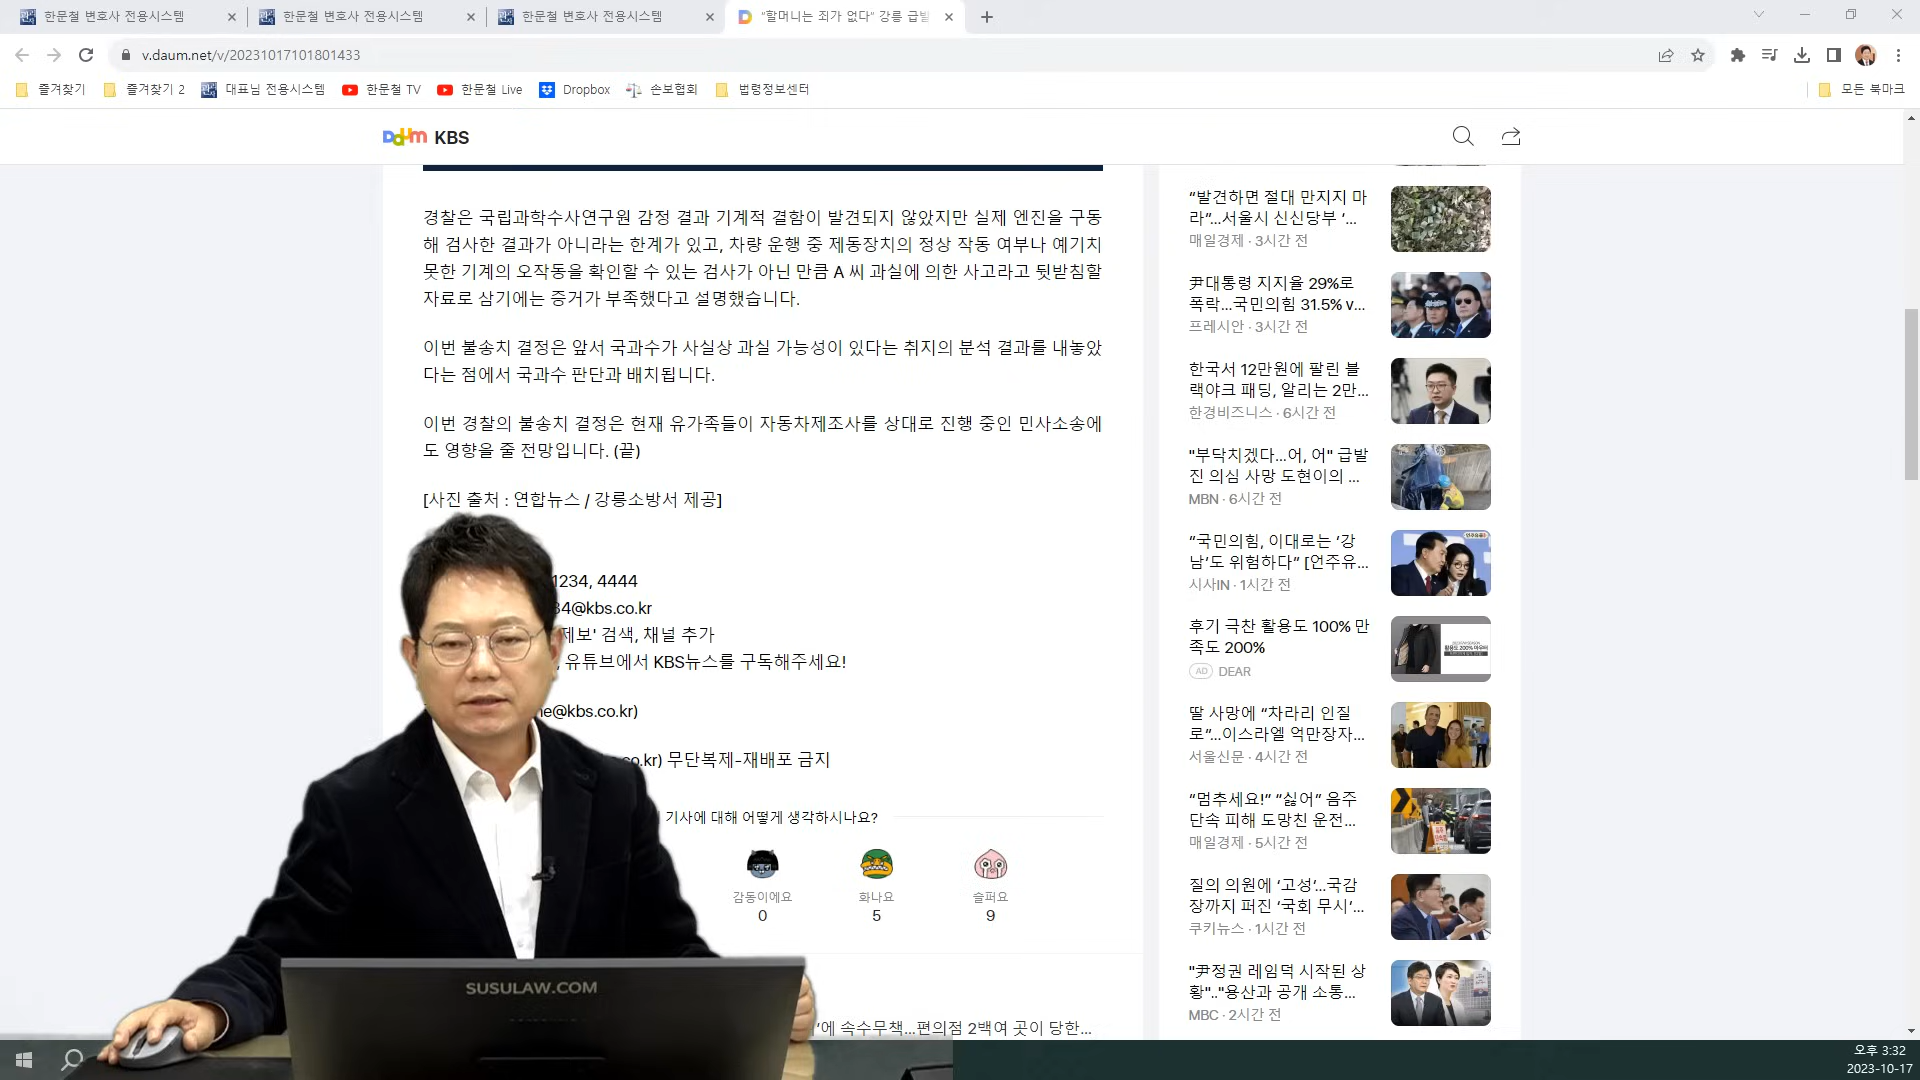 한문철 변호사 전용시스템
한문철 변호사 전용시스템
한문철 변호사 전용시스템
“할머니는 죄가 없다” 강릉 급발
v.daum.net/v/20231017101801433
즐겨찾기
즐겨찾기 2
대표님 전용시스템
한문철 TV
한문철 Live
Dropbox
손보협회
법령정보센터
모든 북마크
Daum KBS
경찰은 국립과학수사연구원 감정 결과 기계적 결함이 발견되지 않았지만 실제 엔진을 구동
해 검사한 결과가 아니라는 한계가 있고, 차량 운행 중 제동장치의 정상 작동 여부나 예기치
못한 기계의 오작동을 확인할 수 있는 검사가 아닌 만큼 A 씨 과실에 의한 사고라고 뒷받침할
자료로 삼기에는 증거가 부족했다고 설명했습니다.
이번 불송치 결정은 앞서 국과수가 사실상 과실 가능성이 있다는 취지의 분석 결과를 내놓았
다는 점에서 국과수 판단과 배치됩니다.
이번 경찰의 불송치 결정은 현재 유가족들이 자동차제조사를 상대로 진행 중인 민사소송에
도 영향을 줄 전망입니다. (끝)
[사진 출처 : 연합뉴스 / 강릉소방서 제공]
1234, 4444
34@kbs.co.kr
제보' 검색, 채널 추가
, 유튜브에서 KBS뉴스를 구독해주세요!
ne@kbs.co.kr)
co.kr) 무단복제-재배포 금지
기사에 대해 어떻게 생각하시나요?
감동이에요
0
화나요
5
슬퍼요
9
'에 속수무책...편의점 2백여 곳이 당한...
“발견하면 절대 만지지 마
라”…서울시 신신당부 ‘...
매일경제 · 3시간 전
尹대통령 지지율 29%로
폭락…국민의힘 31.5% v...
프레시안 · 3시간 전
한국서 12만원에 팔린 블
랙야크 패딩, 알리는 2만...
한경비즈니스 · 6시간 전
"부닥치겠다…어, 어" 급발
진 의심 사망 도현이의 ...
MBN · 6시간 전
“국민의힘, 이대로는 ‘강
남’도 위험하다” [언주유...
시사IN · 1시간 전
후기 극찬 활용도 100% 만
족도 200%
AD DEAR
딸 사망에 “차라리 인질
로”…이스라엘 억만장자...
서울신문 · 4시간 전
“멈추세요!” “싫어” 음주
단속 피해 도망친 운전...
매일경제 · 5시간 전
질의 의원에 ‘고성’…국감
장까지 퍼진 ‘국회 무시’...
쿠키뉴스 · 1시간 전
"尹정권 레임덕 시작된 상
황".."용산과 공개 소통...
MBC · 2시간 전
SUSULAW.COM
오후 3:32
2023-10-17